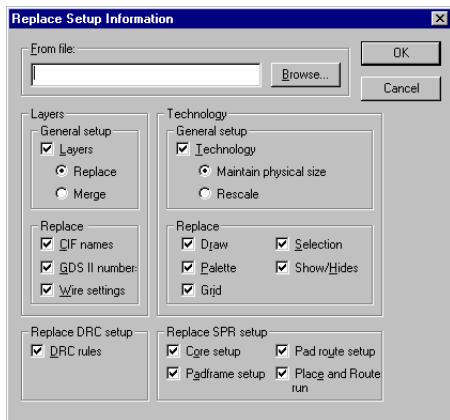 Replace Setup Information
From file:
Browse...
OK
Cancel
Layers
General setup
Layers
Replace
Merge
Replace
CIF names
GDS II number:
Wire settings
Technology
General setup
Technology
Maintain physical size
Rescale
Replace
Draw
Selection
Palette
Show/Hides
Grid
Replace DRC setup
DRC rules
Replace SPR setup
Core setup
Pad route setup
Padframe setup
Place and Route
run